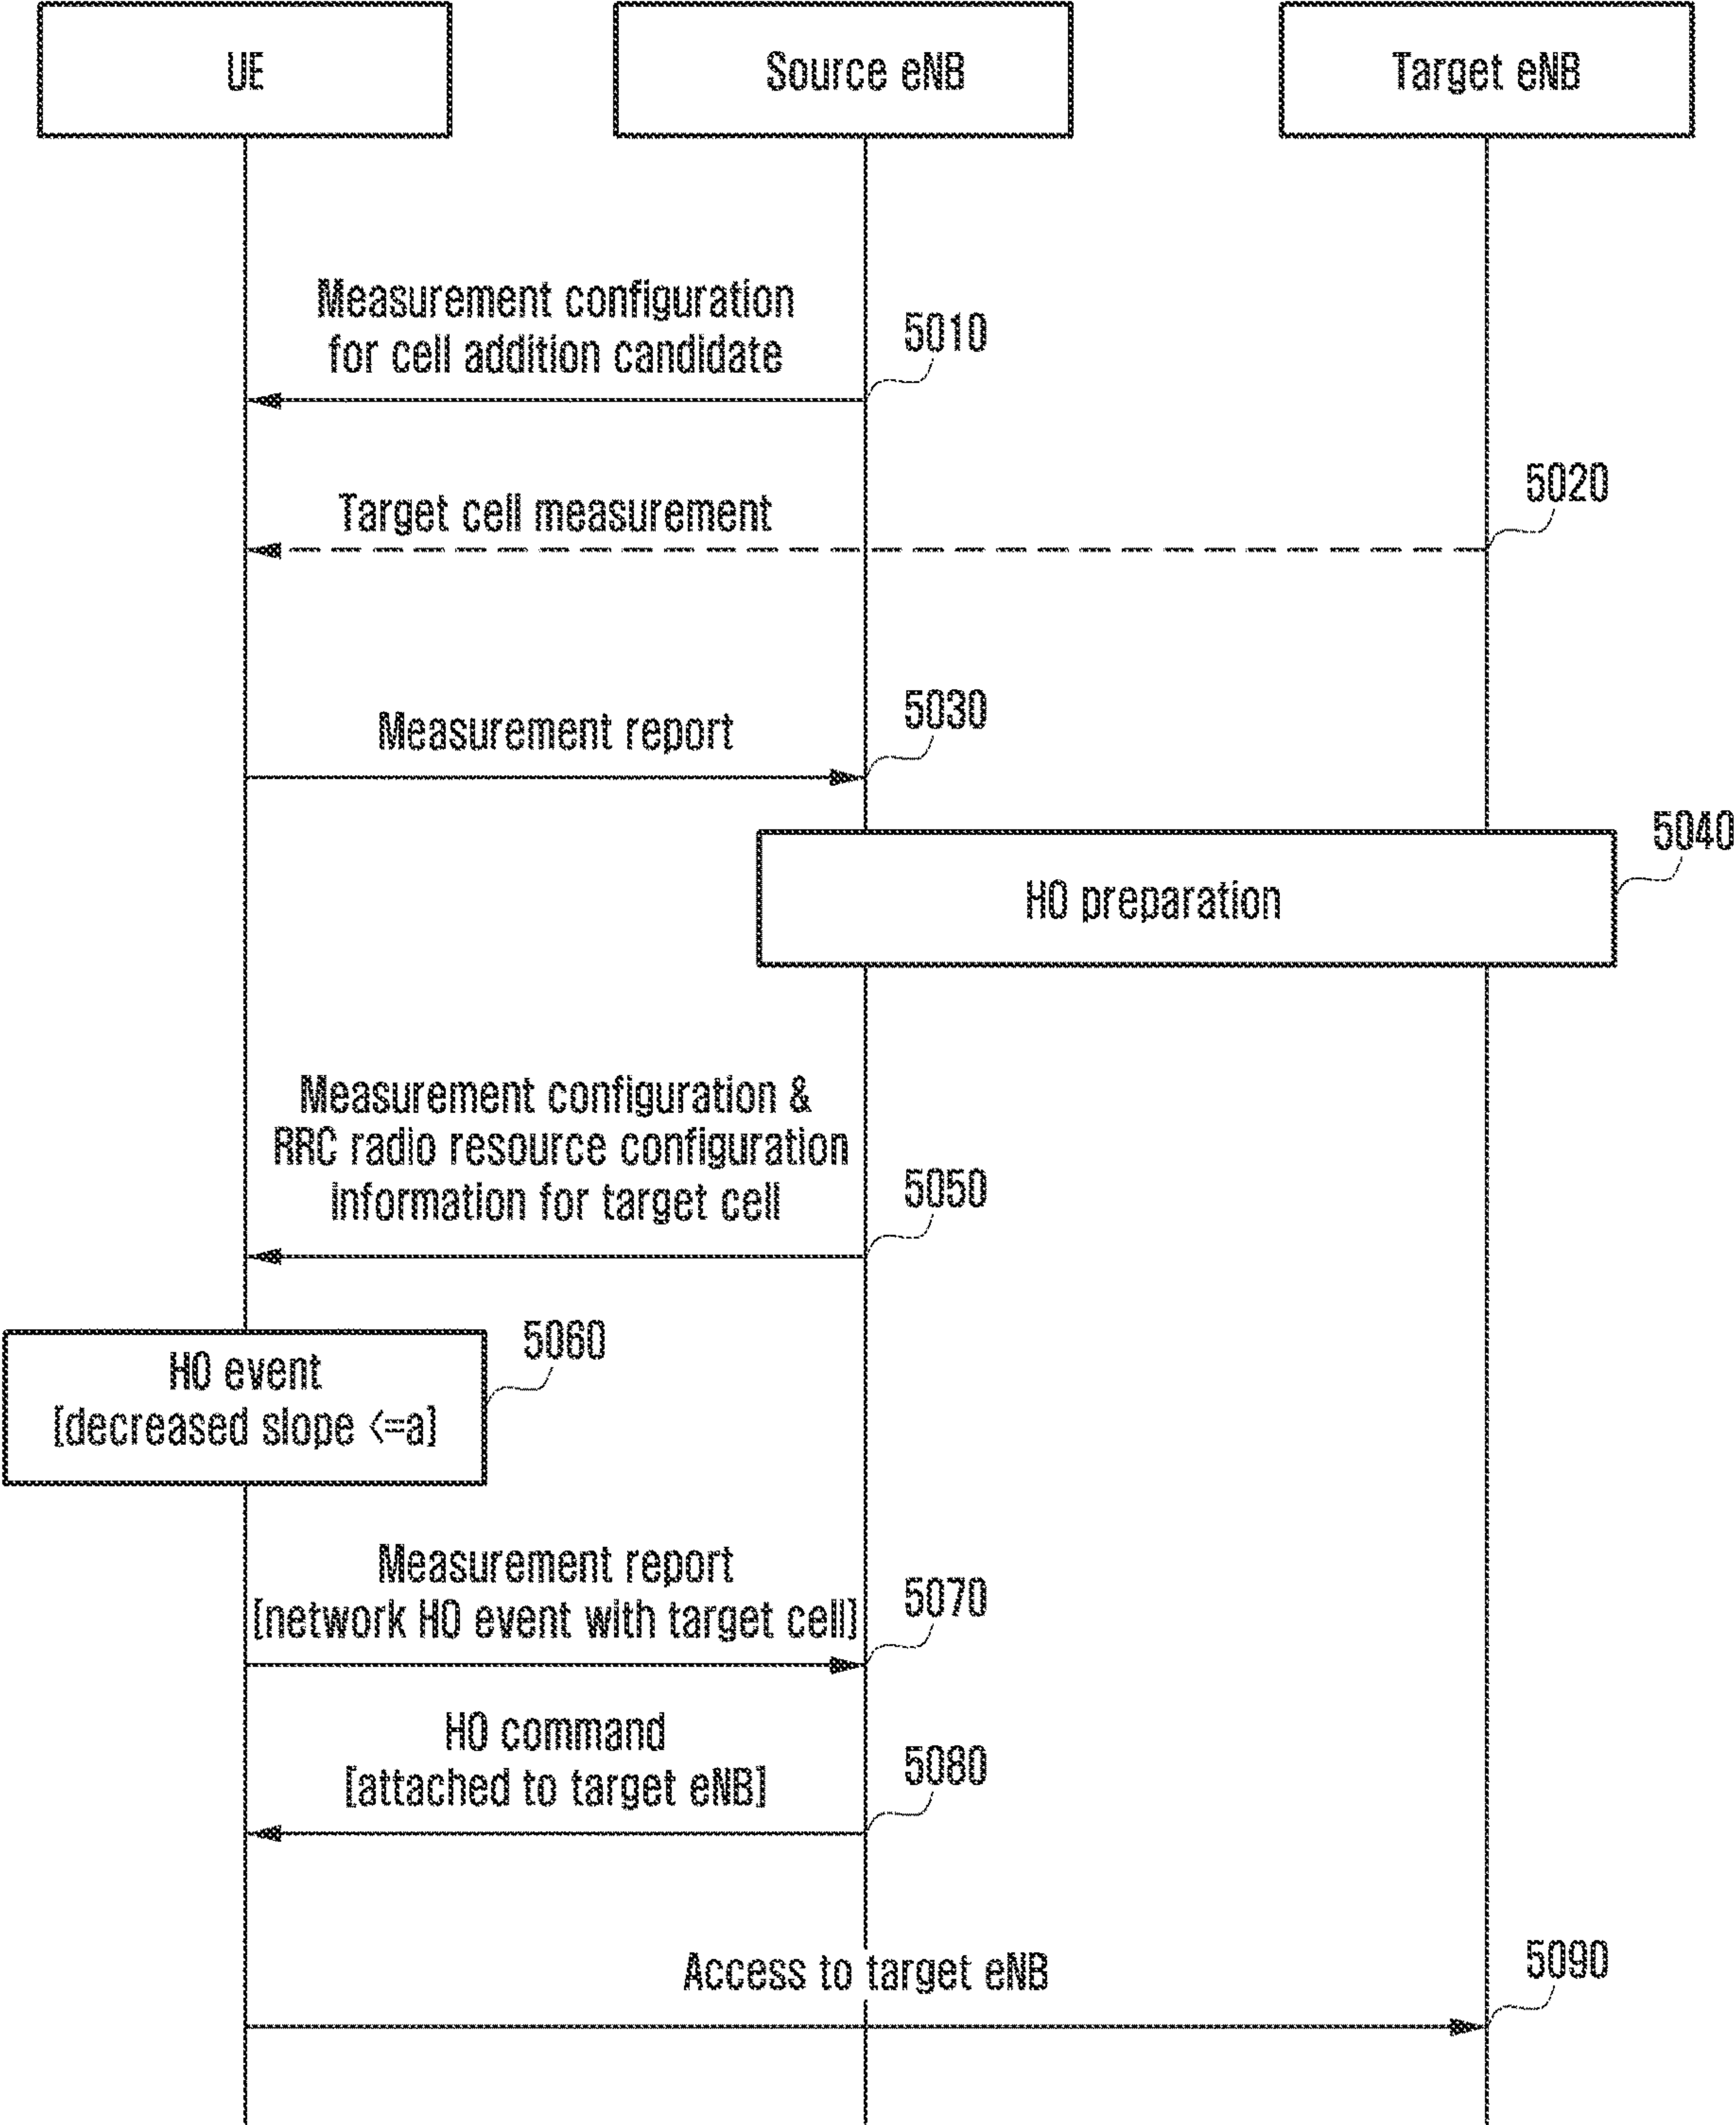 UE
Source eNB
Target eNB
Measurement configuration
for cell addition candidate
5010
Target cell measurement
5020
Measurement report
5030
HO preparation
5040
Measurement configuration &
RRC radio resource configuration
information for target cell
5050
HO event
[decreased slope <=a]
5060
Measurement report
[network HO event with target cell]
5070
HO command
[attached to target eNB]
5080
Access to target eNB
5090